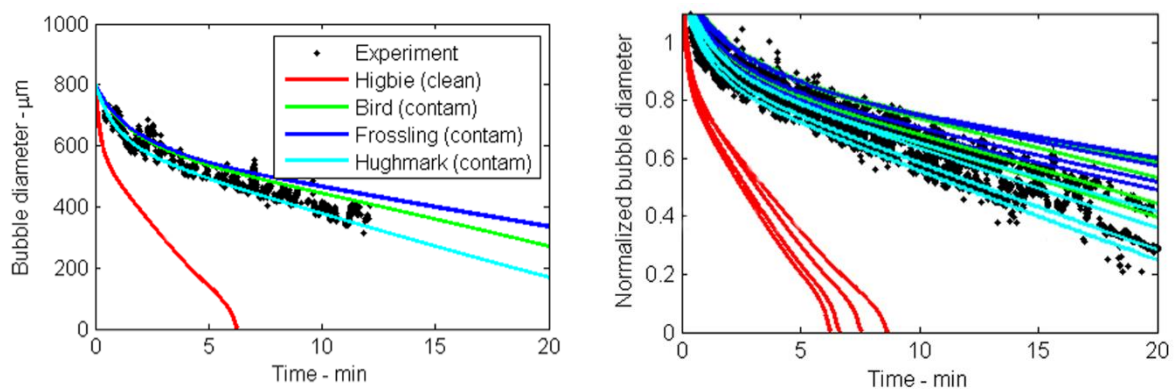 1000
800
600
400
200
0
Bubble diameter -μm
Experiment
Higbie (clean)
Bird (contam)
Frossling (contam)
Hughmark (contam)
0 5 10 15 20
Time - min
1
0.8
0.6
0.4
0.2
0
Normalized bubble diameter
0 5 10 15 20
Time - min